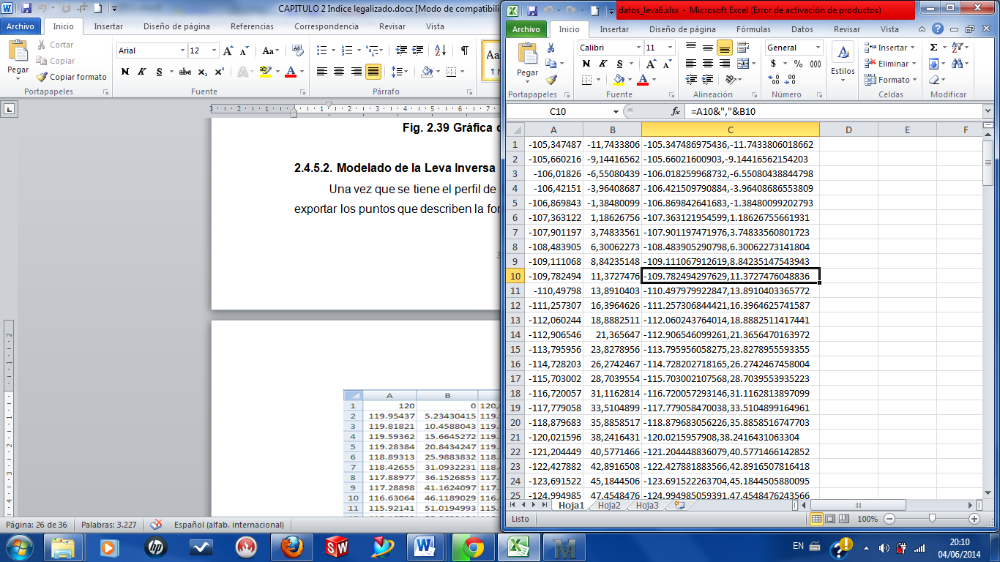 CAPITULO 2 Indice legalizado.docx [Modo de compatibili
Archivo Inicio Insertar Diseño de página Referencias Correspondencia Revisar Vista
Pegar
Cortar
Copiar
Copiar formato
Portapapeles
Arial 12
Fuente
Párrafo
Fig. 2.39 Gráfica
2.4.5.2. Modelado de la Leva Inversa
Una vez que se tiene el perfil de
exportar los puntos que describen la
A B
1 120 0
2 119.95437 5.23430415
3 119.81821 10.4588043
4 119.59362 15.6645272
5 119.28384 20.8434247
6 118.89313 25.9883832
7 118.42655 31.0932231
8 117.88977 36.1526853
9 117.28898 41.1624097
10 116.63064 46.1189029
11 115.92141 51.0194993
Página: 26 de 36 Palabras: 3.227 Español (alfab. internacional)
datos_leva6.xlsx - Microsoft Excel (Error de activación de productos)
Archivo Inicio Insertar Diseño de página Fórmulas Datos Revisar Vista
Pegar
Portapapeles
Calibri 11
N K S
Fuente
Alineación
General
$ % 000
Número
Estilos
Insertar
Eliminar
Formato
Celdas
Modificar
C10 fx =A10&","&B10
A B C D E F
1 -105,347487 -11,7433806 -105.347486975436,-11.7433806018662
2 -105,660216 -9,14416562 -105.66021600903,-9.14416562154203
3 -106,01826 -6,55080439 -106.018259968732,-6.55080438844798
4 -106,42151 -3,96408687 -106.421509790884,-3.96408686553809
5 -106,869843 -1,38480099 -106.869842641683,-1.38480099202793
6 -107,363122 1,18626756 -107.363121954599,1.18626755661931
7 -107,901197 3,74833561 -107.901197471976,3.74833560801723
8 -108,483905 6,30062273 -108.483905290798,6.30062273141804
9 -109,111068 8,84235148 -109.111067912619,8.84235147543943
10 -109,782494 11,3727476 -109.782494297629,11.3727476048836
11 -110,49798 13,8910403 -110.497979922847,13.8910403365772
12 -111,257307 16,3964626 -111.257306844421,16.3964625741587
13 -112,060244 18,8882511 -112.060243764014,18.8882511417441
14 -112,906546 21,365647 -112.906546099261,21.3656470163972
15 -113,795956 23,8278956 -113.795956058275,23.8278955593355
16 -114,728203 26,2742467 -114.728202718165,26.2742467458004
17 -115,703002 28,7039554 -115.703002107568,28.7039553935223
18 -116,720057 31,1162814 -116.720057293146,31.1162813897099
19 -117,779058 33,5104899 -117.779058470038,33.5104899164961
20 -118,879683 35,8858517 -118.879683056226,35.8858516747703
21 -120,021596 38,2416431 -120.0215957908,38.2416431063304
22 -121,204449 40,5771466 -121.204448836079,40.5771466142852
23 -122,427882 42,8916508 -122.427881883566,42.8916507816418
24 -123,691522 45,1844506 -123.691522263704,45.1844505880095
25 -124,994985 47,4548476 -124.994985059391,47.4548476243566
Hoja1 Hoja2 Hoja3
Listo 100%
EN 20:10
04/06/2014